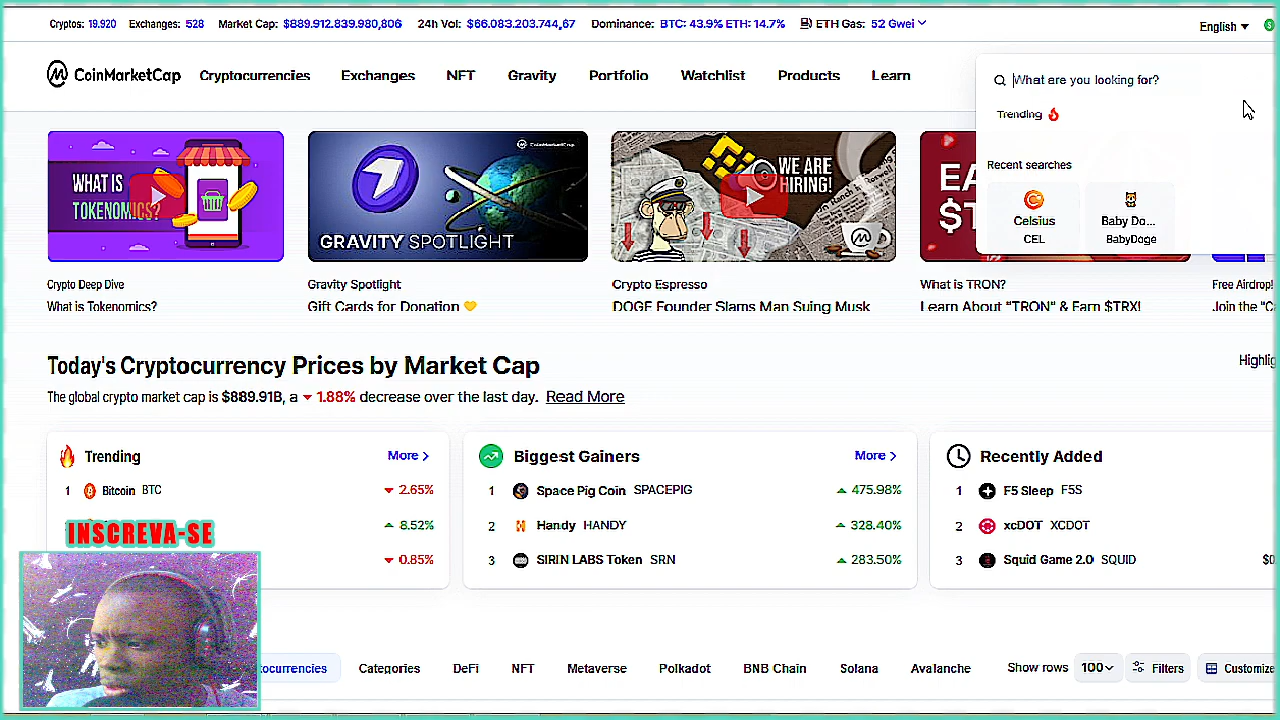 Cryptos: 19.920 Exchanges: 528 Market Cap: $889.912.839.980,806 24h Vol: $66.083.203.744,67 Dominance: BTC: 43.9% ETH: 14.7% ETH Gas: 52 Gwei English
CoinMarketCap Cryptocurrencies Exchanges NFT Gravity Portfolio Watchlist Products Learn
What are you looking for?
Trending
Recent searches
Celsius
CEL
Baby Do...
BabyDoge
WHAT IS
TOKENOMICS?
CoinMarketCap
GRAVITY SPOTLIGHT
WE ARE
HIRING!
Crypto Deep Dive
What is Tokenomics?
Gravity Spotlight
Gift Cards for Donation
Crypto Espresso
DOGE Founder Slams Man Suing Musk
What is TRON?
Learn About "TRON" & Earn $TRX!
Free Airdrop!
Join the "C
Today's Cryptocurrency Prices by Market Cap
Highlig
The global crypto market cap is $889.91B, a 1.88% decrease over the last day. Read More
Trending More
1 Bitcoin BTC 2.65%
8.52%
0.85%
Biggest Gainers More
1 Space Pig Coin SPACEPIG 475.98%
2 Handy HANDY 328.40%
3 SIRIN LABS Token SRN 283.50%
Recently Added
1 F5 Sleep F5S
2 xcDOT XCDOT
3 Squid Game 2.0 SQUID $0
INSCREVA-SE
ocurrencies Categories DeFi NFT Metaverse Polkadot BNB Chain Solana Avalanche Show rows 100 Filters Customize